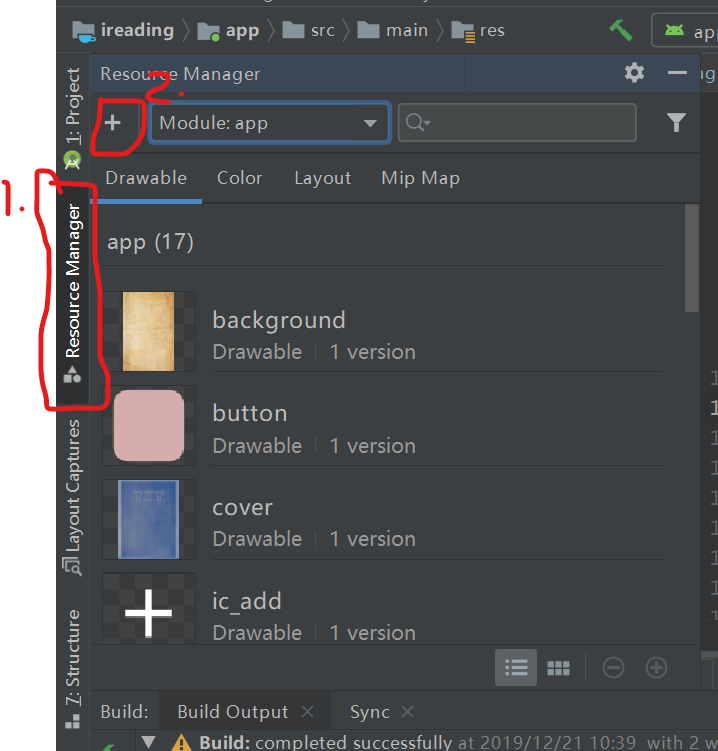 ireading app src main res app
Resource Manager
2.
Module: app
1: Project
Drawable Color Layout Mip Map
1.
Resource Manager
app (17)
background
Drawable 1 version
button
Drawable 1 version
Layout Captures
cover
Drawable 1 version
ic_add
Drawable 1 version
7: Structure
Build: Build Output Sync
Build: completed successfully at 2019/12/21 10:39 with 2 w